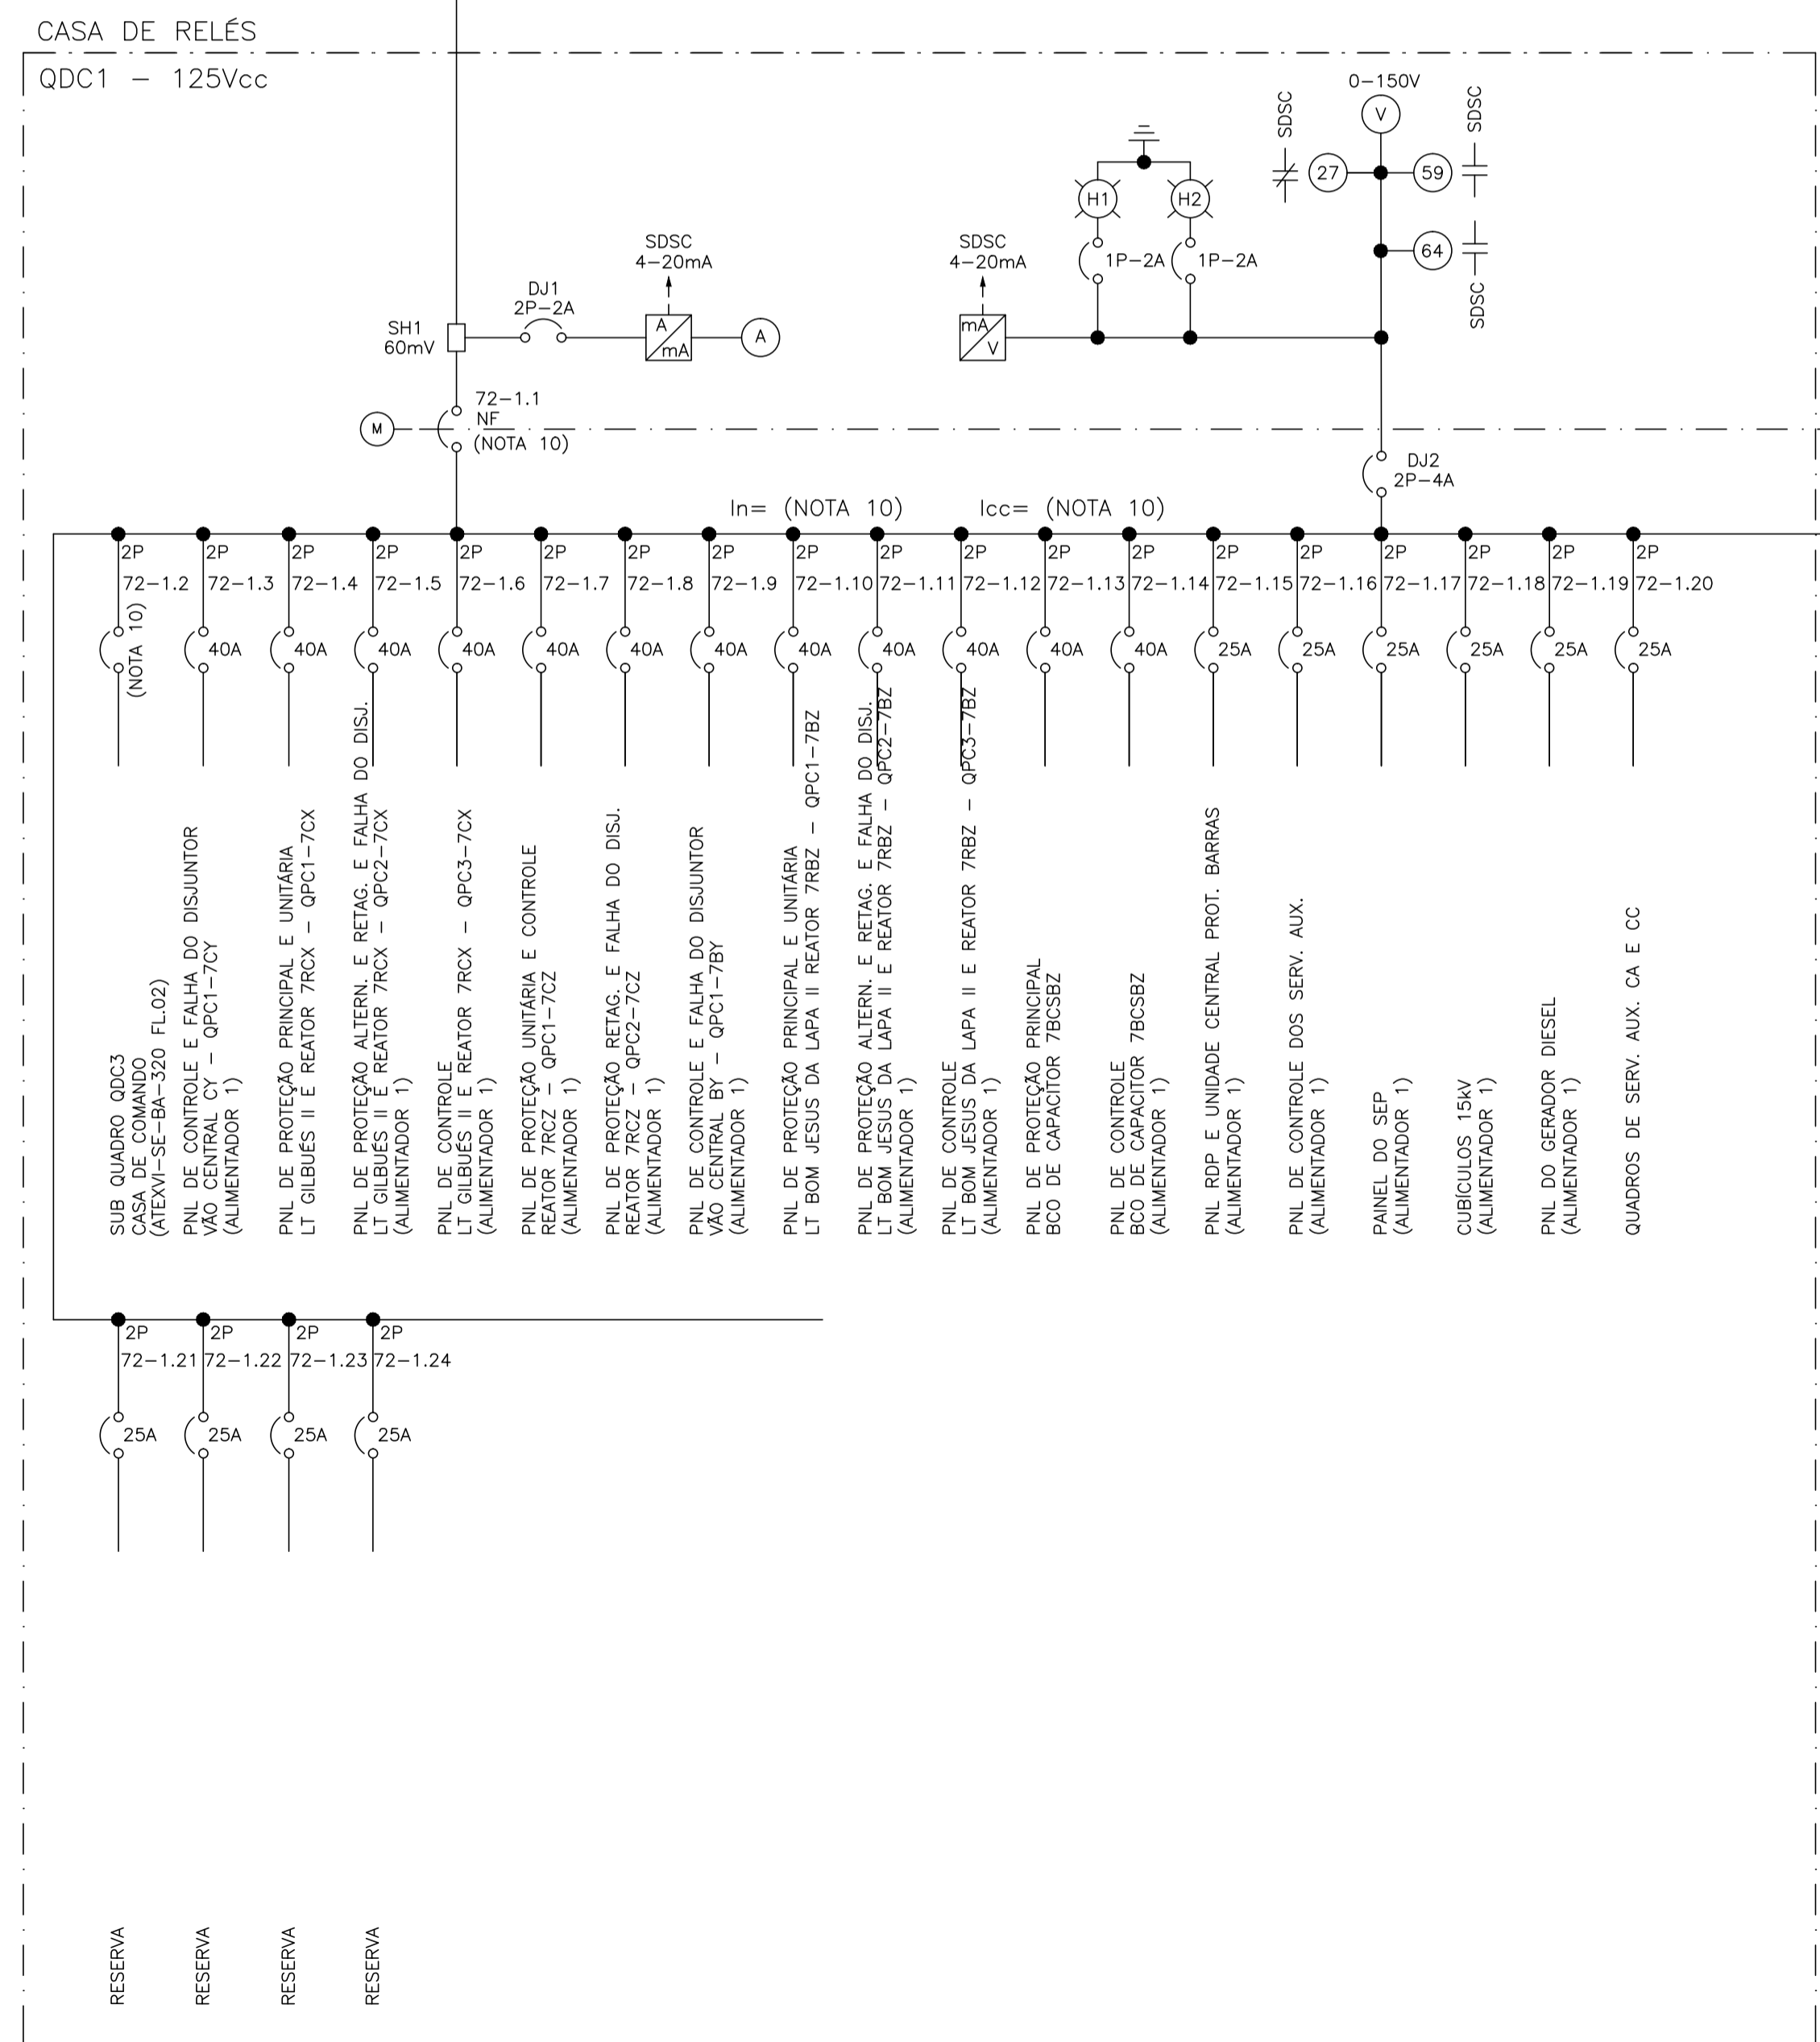 CASA DE RELÉS
QDC1 - 125Vcc
0-150V
V
SDSC
27
59
SDSC
64
SDSC
H1
H2
1P-2A
1P-2A
SDSC
4-20mA
DJ1
2P-2A
SH1
60mV
A
mA
A
SDSC
4-20mA
mA
V
72-1.1
NF
(NOTA 10)
M
DJ2
2P-4A
In= (NOTA 10)
Icc= (NOTA 10)
2P
72-1.2
(NOTA 10)
2P
72-1.3
40A
2P
72-1.4
40A
2P
72-1.5
40A
2P
72-1.6
40A
2P
72-1.7
40A
2P
72-1.8
40A
2P
72-1.9
40A
2P
72-1.10
40A
2P
72-1.11
40A
2P
72-1.12
40A
2P
72-1.13
40A
2P
72-1.14
40A
2P
72-1.15
25A
2P
72-1.16
25A
2P
72-1.17
25A
2P
72-1.18
25A
2P
72-1.19
25A
2P
72-1.20
25A
SUB QUADRO QDC3
CASA DE COMANDO
(ATEXVI-SE-BA-320 FL.02)
PNL DE CONTROLE E FALHA DO DISJUNTOR
VÃO CENTRAL CY - QPC1-7CY
(ALIMENTADOR 1)
PNL DE PROTEÇÃO PRINCIPAL E UNITÁRIA
LT GILBUÉS II E REATOR 7RCX - QPC1-7CX
PNL DE PROTEÇÃO ALTERN. E RETAG. E FALHA DO DISJ.
LT GILBUÉS II E REATOR 7RCX - QPC2-7CX
(ALIMENTADOR 1)
PNL DE CONTROLE
LT GILBUÉS II E REATOR 7RCX - QPC3-7CX
(ALIMENTADOR 1)
PNL DE PROTEÇÃO UNITÁRIA E CONTROLE
REATOR 7RCZ - QPC1-7CZ
(ALIMENTADOR 1)
PNL DE PROTEÇÃO RETAG. E FALHA DO DISJ.
REATOR 7RCZ - QPC2-7CZ
(ALIMENTADOR 1)
PNL DE CONTROLE E FALHA DO DISJUNTOR
VÃO CENTRAL BY - QPC1-7BY
(ALIMENTADOR 1)
PNL DE PROTEÇÃO PRINCIPAL E UNITÁRIA
LT BOM JESUS DA LAPA II REATOR 7RBZ - QPC1-7BZ
PNL DE PROTEÇÃO ALTERN. E RETAG. E FALHA DO DISJ.
LT BOM JESUS DA LAPA II E REATOR 7RBZ - QPC2-7BZ
(ALIMENTADOR 1)
PNL DE CONTROLE
LT BOM JESUS DA LAPA II E REATOR 7RBZ - QPC3-7BZ
(ALIMENTADOR 1)
PNL DE PROTEÇÃO PRINCIPAL
BCO DE CAPACITOR 7BCSBZ
PNL DE CONTROLE
BCO DE CAPACITOR 7BCSBZ
(ALIMENTADOR 1)
PNL RDP E UNIDADE CENTRAL PROT. BARRAS
(ALIMENTADOR 1)
PNL DE CONTROLE DOS SERV. AUX.
(ALIMENTADOR 1)
PAINEL DO SEP
(ALIMENTADOR 1)
CUBÍCULOS 15kV
(ALIMENTADOR 1)
PNL DO GERADOR DIESEL
(ALIMENTADOR 1)
QUADROS DE SERV. AUX. CA E CC
2P
72-1.21
25A
2P
72-1.22
25A
2P
72-1.23
25A
2P
72-1.24
25A
RESERVA
RESERVA
RESERVA
RESERVA